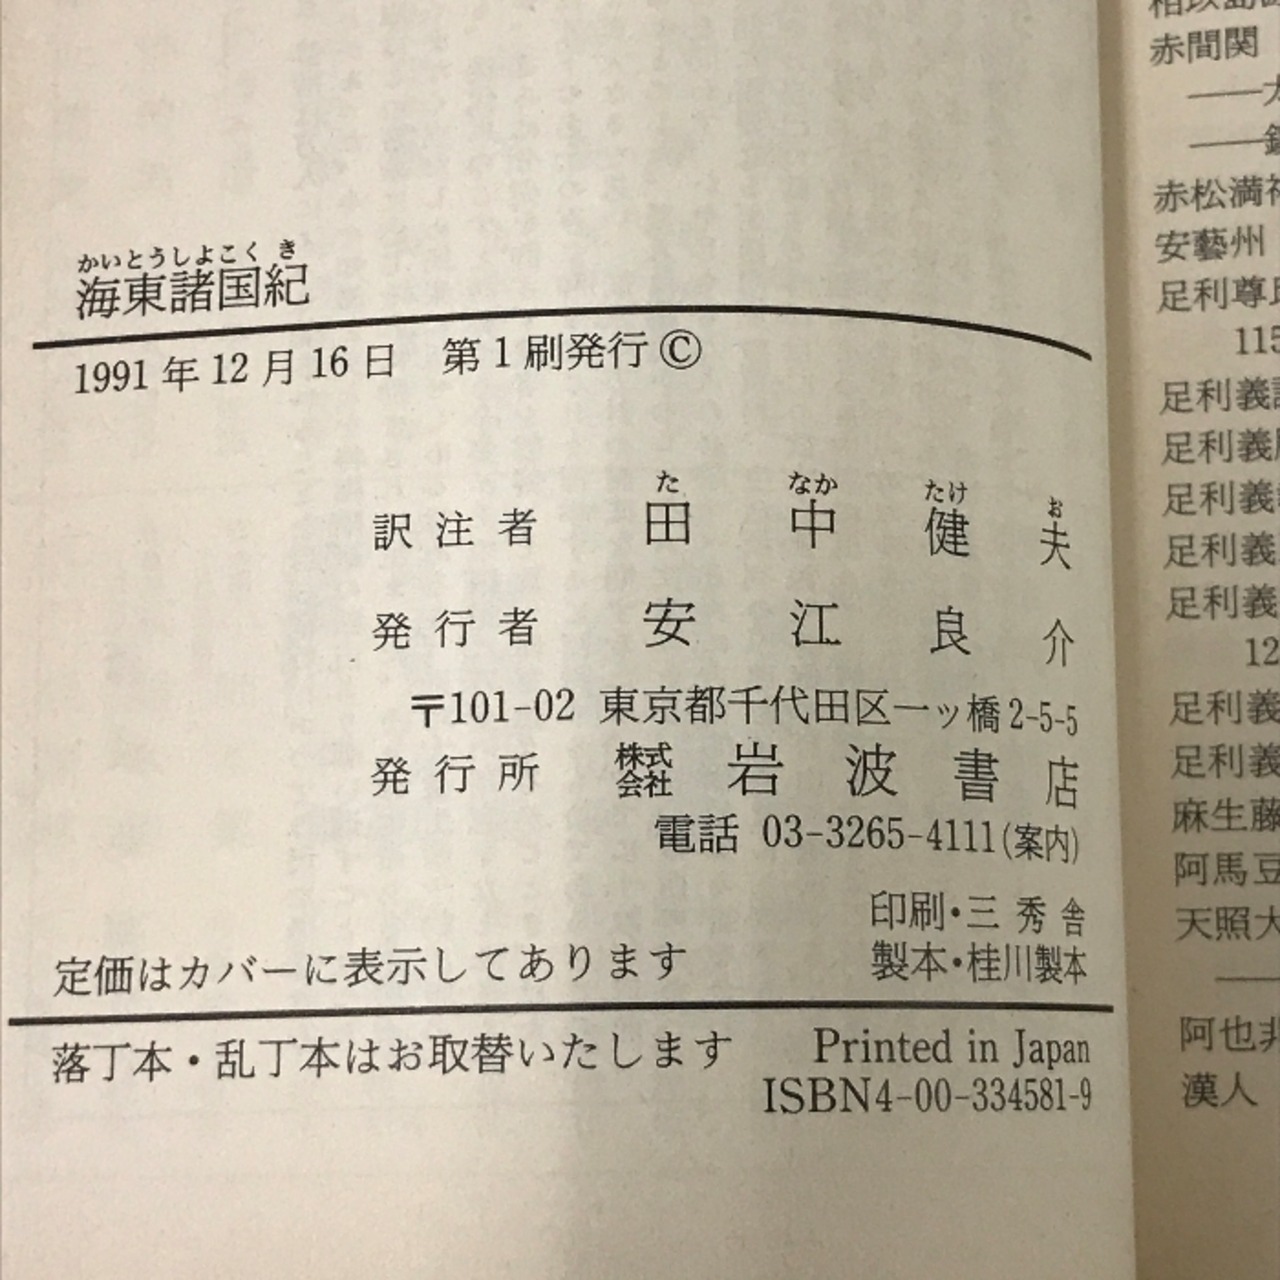 かいとうしよこくき
海東諸国紀
1991年12月16日 第1刷発行©
た なか たけ お
訳注者 田中健夫
発行者 安江良介
〒101-02 東京都千代田区一ッ橋2-5-5
発行所 株式会社 岩波書店
電話 03-3265-4111(案内)
印刷・三秀舎
定価はカバーに表示してあります 製本・桂川製本
落丁本・乱丁本はお取替いたします Printed in Japan
ISBN4-00-334581-9
赤間関
赤松満
安藝州
足利尊
115
足利義
足利義
足利義
足利義
足利義
12
足利義
足利義
麻生藤
阿馬豆
天照大
阿也非
漢人